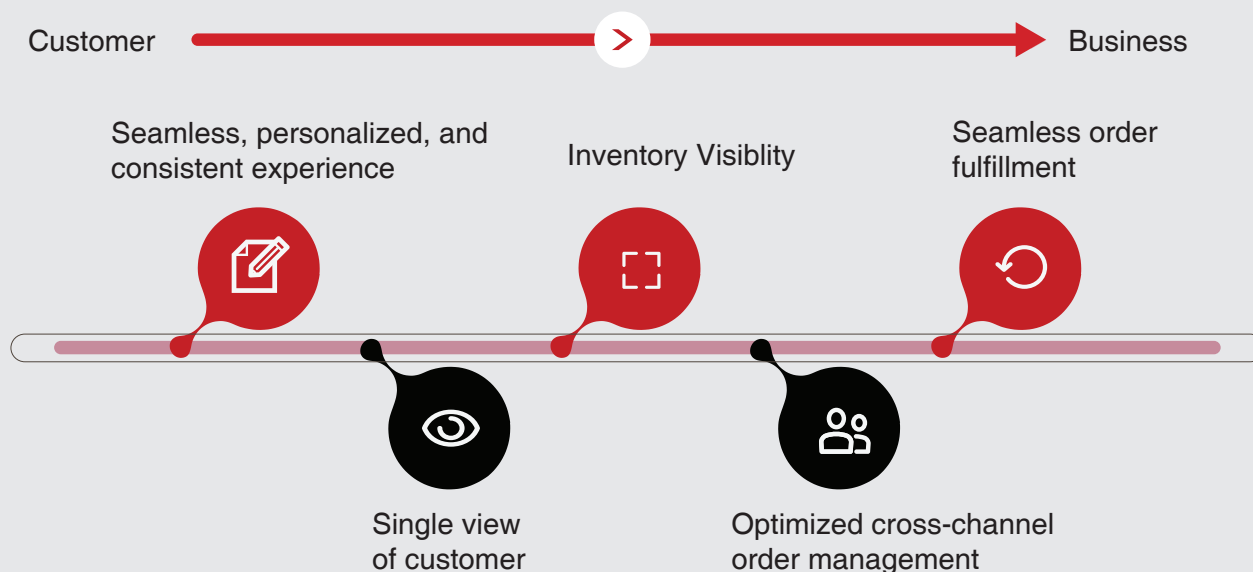 Customer
Business
Seamless, personalized, and
consistent experience
Inventory Visiblity
Seamless order
fulfillment
Single view
of customer
Optimized cross-channel
order management